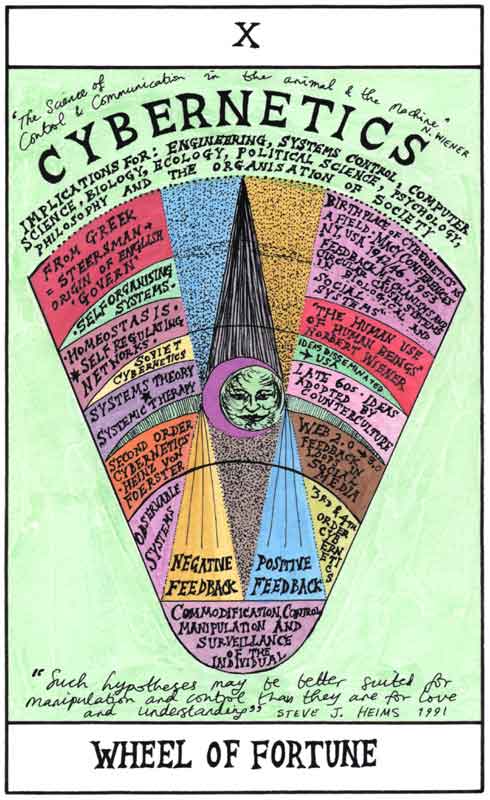 X
"The Science of
Control & Communication in the animal & the machine"
N. WIENER
CYBERNETICS
IMPLICATIONS FOR: ENGINEERING, SYSTEMS CONTROL, COMPUTER
SCIENCE, BIOLOGY, ECOLOGY, POLITICAL SCIENCE, PSYCHOLOGY,
PHILOSOPHY AND THE ORGANISATION OF SOCIETY
FROM GREEK
= STEERSMAN +
ORIGIN OF ENGLISH
"GOVERN"
·SELF-ORGANISING
SYSTEMS·
·HOMEOSTASIS·
SELF REGULATING
NETWORKS·
SOVIET
CYBERNETICS
SYSTEMS THEORY
SYSTEMIC THERAPY
SECOND ORDER
CYBERNETICS
·HEINZ VON
FOERSTER
OBSERVABLE
SYSTEMS
NEGATIVE
FEEDBACK
POSITIVE
FEEDBACK
BIRTHPLACE OF CYBERNETICS AS
A FIELD: MACY CONFERENCES
NY, USA, 1946-1953
"FEEDBACK MECHANISMS
IN BIOLOGICAL AND
SOCIAL SYSTEMS"
"THE HUMAN USE
OF HUMAN BEINGS"
NORBERT WIENER
IDEAS DISSEMINATED
USA
LATE 60s: IDEAS
ADOPTED BY
COUNTERCULTURE
WEB 2.0
FEEDBACK
LOOPS IN
SOCIAL
MEDIA
3RD & 4TH
ORDER
CYB
ERN
ETIC
S
COMMODIFICATION, CONTROL
MANIPULATION AND
SURVEILLANCE
OF THE
INDIVIDUAL
"Such hypotheses may be better suited for
manipulation and control than they are for love
and understanding" STEVE J. HEIMS 1991
WHEEL OF FORTUNE